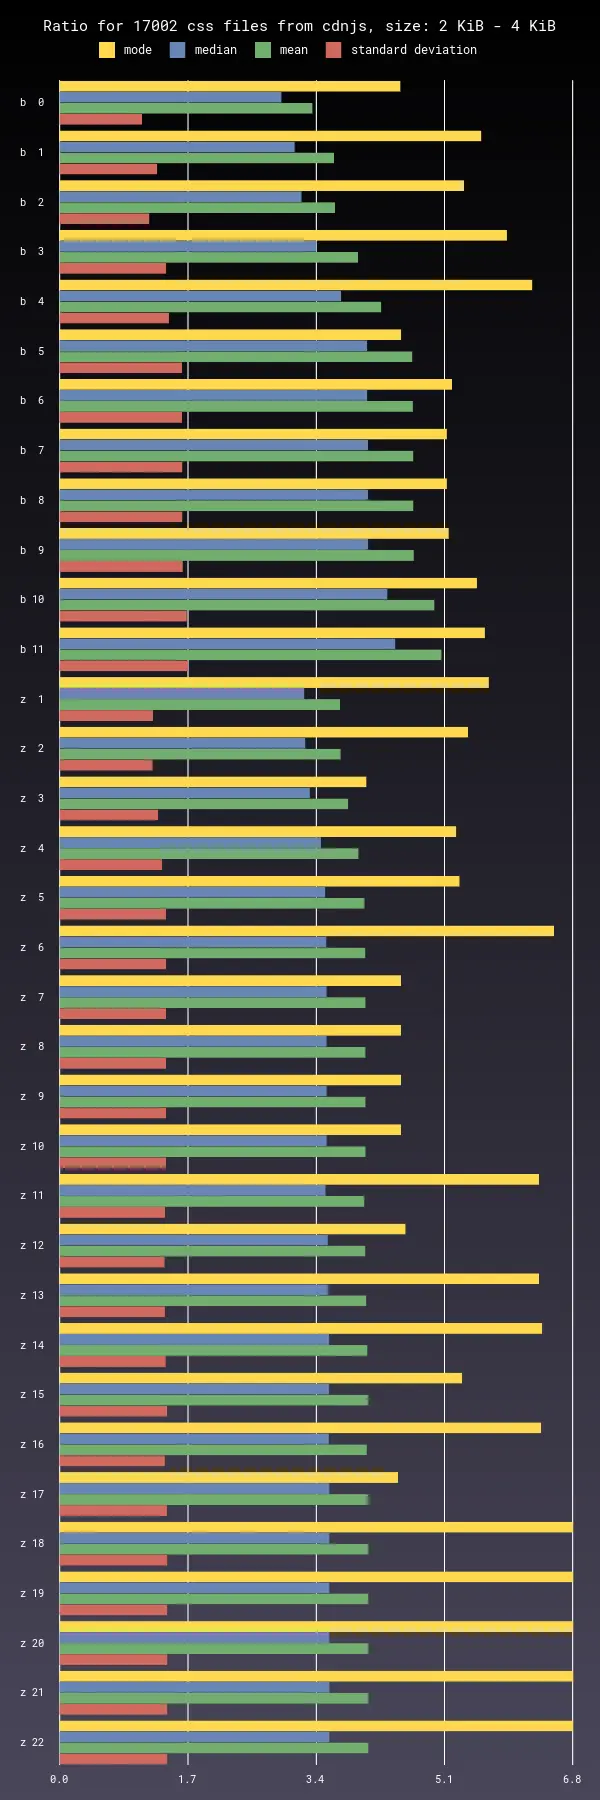 Ratio for 17002 css files from cdnjs, size: 2 KiB - 4 KiB
mode median mean standard deviation
b 0
b 1
b 2
b 3
b 4
b 5
b 6
b 7
b 8
b 9
b 10
b 11
z 1
z 2
z 3
z 4
z 5
z 6
z 7
z 8
z 9
z 10
z 11
z 12
z 13
z 14
z 15
z 16
z 17
z 18
z 19
z 20
z 21
z 22
0.0 1.7 3.4 5.1 6.8